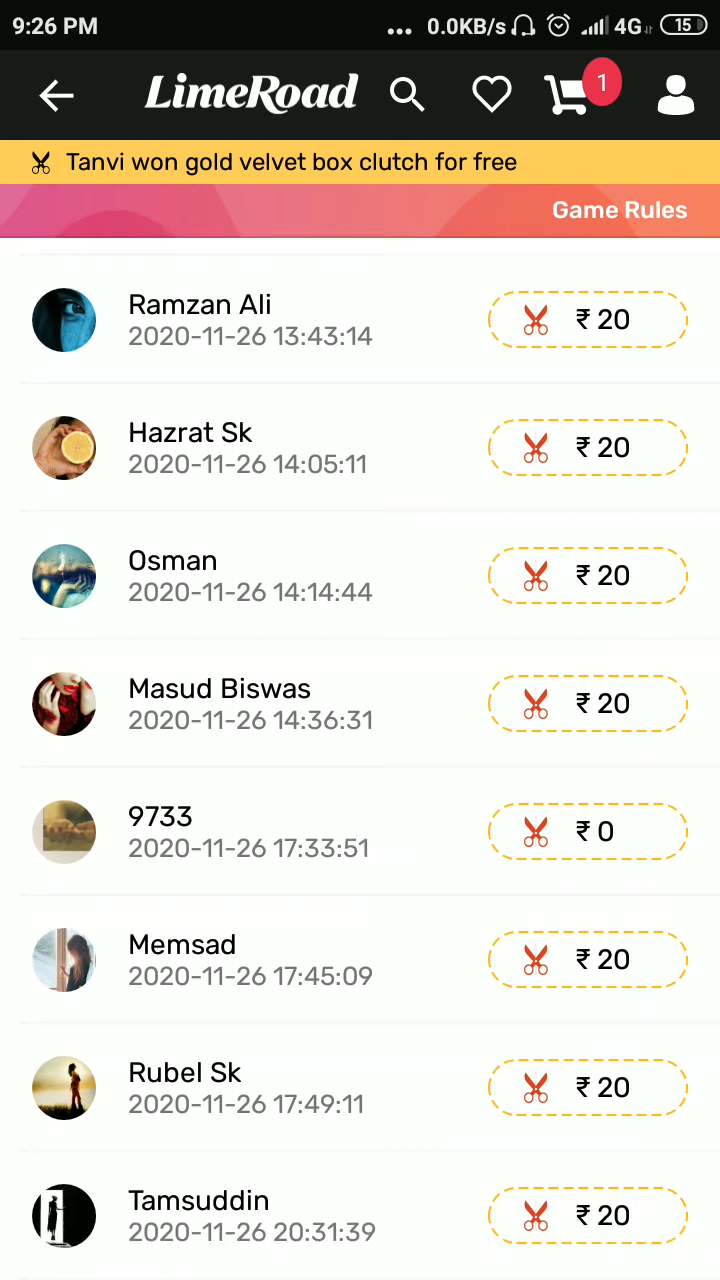 9:26 PM ... 0.0KB/s 4G 15
LimeRoad 1
Tanvi won gold velvet box clutch for free
Game Rules
Ramzan Ali
2020-11-26 13:43:14 ₹ 20
Hazrat Sk
2020-11-26 14:05:11 ₹ 20
Osman
2020-11-26 14:14:44 ₹ 20
Masud Biswas
2020-11-26 14:36:31 ₹ 20
9733
2020-11-26 17:33:51 ₹ 0
Memsad
2020-11-26 17:45:09 ₹ 20
Rubel Sk
2020-11-26 17:49:11 ₹ 20
Tamsuddin
2020-11-26 20:31:39 ₹ 20